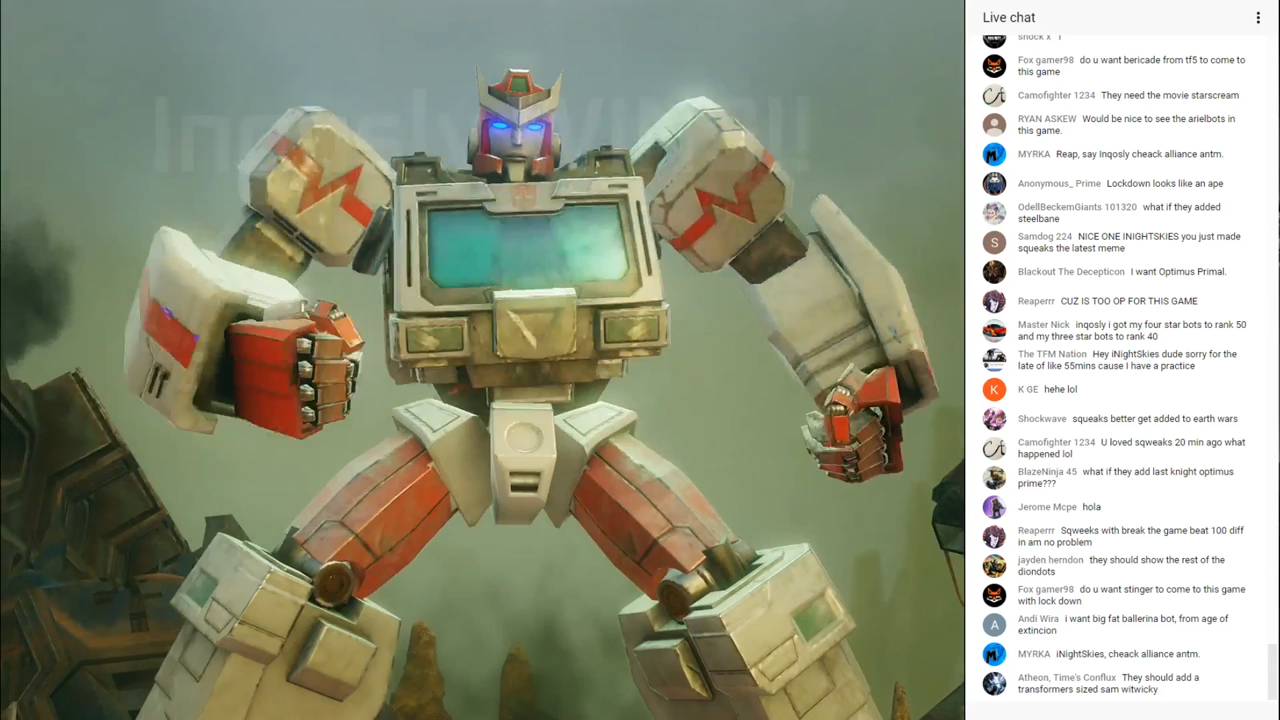 Live chat
shock x I
Fox gamer98 do u want bericade from tf5 to come to
this game
Camofighter 1234 They need the movie starscream
RYAN ASKEW Would be nice to see the arielbots in
this game.
MYRKA Reap, say Inqosly cheack alliance antm.
Anonymous_ Prime Lockdown looks like an ape
OdellBeckemGiants 101320 what if they added
steelbane
Samdog 224 NICE ONE INIGHTSKIES you just made
squeaks the latest meme
Blackout The Decepticon I want Optimus Primal.
Reaperrr CUZ IS TOO OP FOR THIS GAME
Master Nick inqosly i got my four star bots to rank 50
and my three star bots to rank 40
The TFM Nation Hey iNightSkies dude sorry for the
late of like 55mins cause I have a practice
K GE hehe lol
Shockwave squeaks better get added to earth wars
Camofighter 1234 U loved sqweaks 20 min ago what
happened lol
BlazeNinja 45 what if they add last knight optimus
prime???
Jerome Mcpe hola
Reaperrr Sqweeks with break the game beat 100 diff
in am no problem
jayden herndon they should show the rest of the
diondots
Fox gamer98 do u want stinger to come to this game
with lock down
Andi Wira i want big fat ballerina bot, from age of
extincion
MYRKA iNightSkies, cheack alliance antm.
Atheon, Time's Conflux They should add a
transformers sized sam witwicky